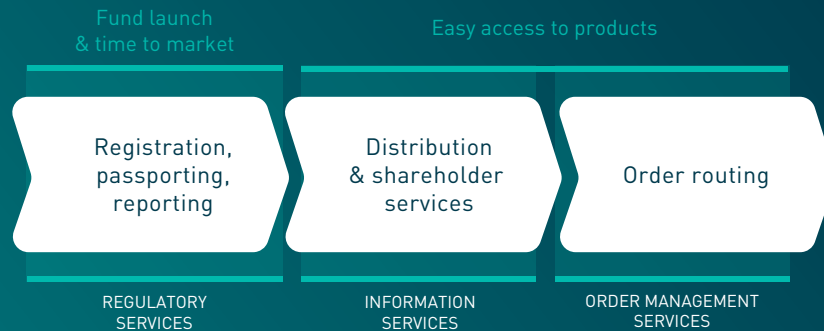 Fund launch
& time to market
Easy access to products
Registration,
passporting,
reporting
Distribution
& shareholder
services
Order routing
REGULATORY
SERVICES
INFORMATION
SERVICES
ORDER MANAGEMENT
SERVICES